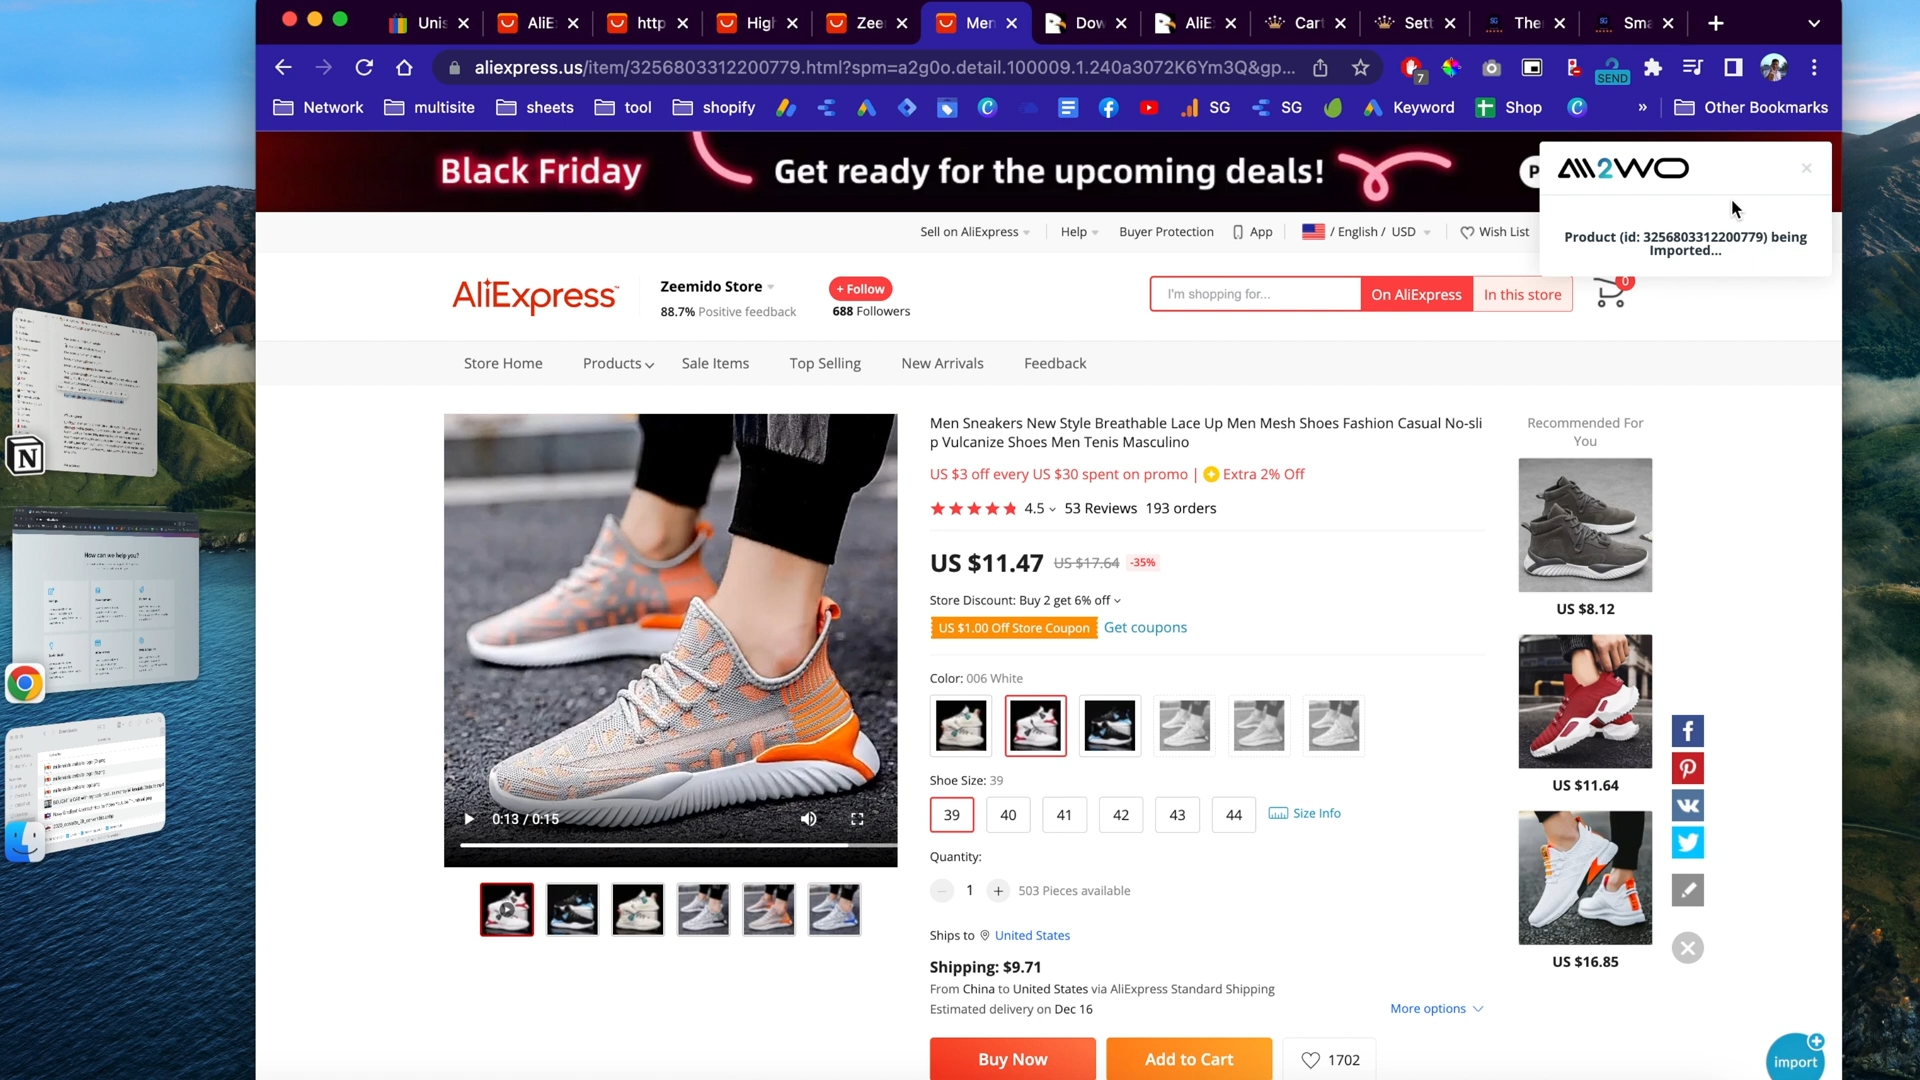 Unis
AliE
http
High
Zee
Men
Dow
AliE
Cart
Sett
The
Sma
aliexpress.us/item/3256803312200779.html?spm=a2g0o.detail.100009.1.240a3072K6Ym3Q&gp...
7
SEND
Network
multisite
sheets
tool
shopify
SG
SG
Keyword
Shop
»
Other Bookmarks
Black Friday
Get ready for the upcoming deals!
P
Ali2WOO
Product (id: 3256803312200779) being
Imported...
Sell on AliExpress
Help
Buyer Protection
App
/ English / USD
Wish List
AliExpress
Zeemido Store
88.7% Positive feedback
+ Follow
688 Followers
I'm shopping for...
On AliExpress
In this store
0
Store Home
Products
Sale Items
Top Selling
New Arrivals
Feedback
Men Sneakers New Style Breathable Lace Up Men Mesh Shoes Fashion Casual No-sli
p Vulcanize Shoes Men Tenis Masculino
US $3 off every US $30 spent on promo | Extra 2% Off
4.5
53 Reviews
193 orders
US $11.47
US $17.64
-35%
Store Discount: Buy 2 get 6% off
US $1.00 Off Store Coupon
Get coupons
Color: 006 White
Shoe Size: 39
39
40
41
42
43
44
Size Info
0:13 / 0:15
Quantity:
1
503 Pieces available
Ships to United States
Shipping: $9.71
From China to United States via AliExpress Standard Shipping
Estimated delivery on Dec 16
More options
Buy Now
Add to Cart
1702
Recommended For
You
US $8.12
US $11.64
US $16.85
import
How can we help you?